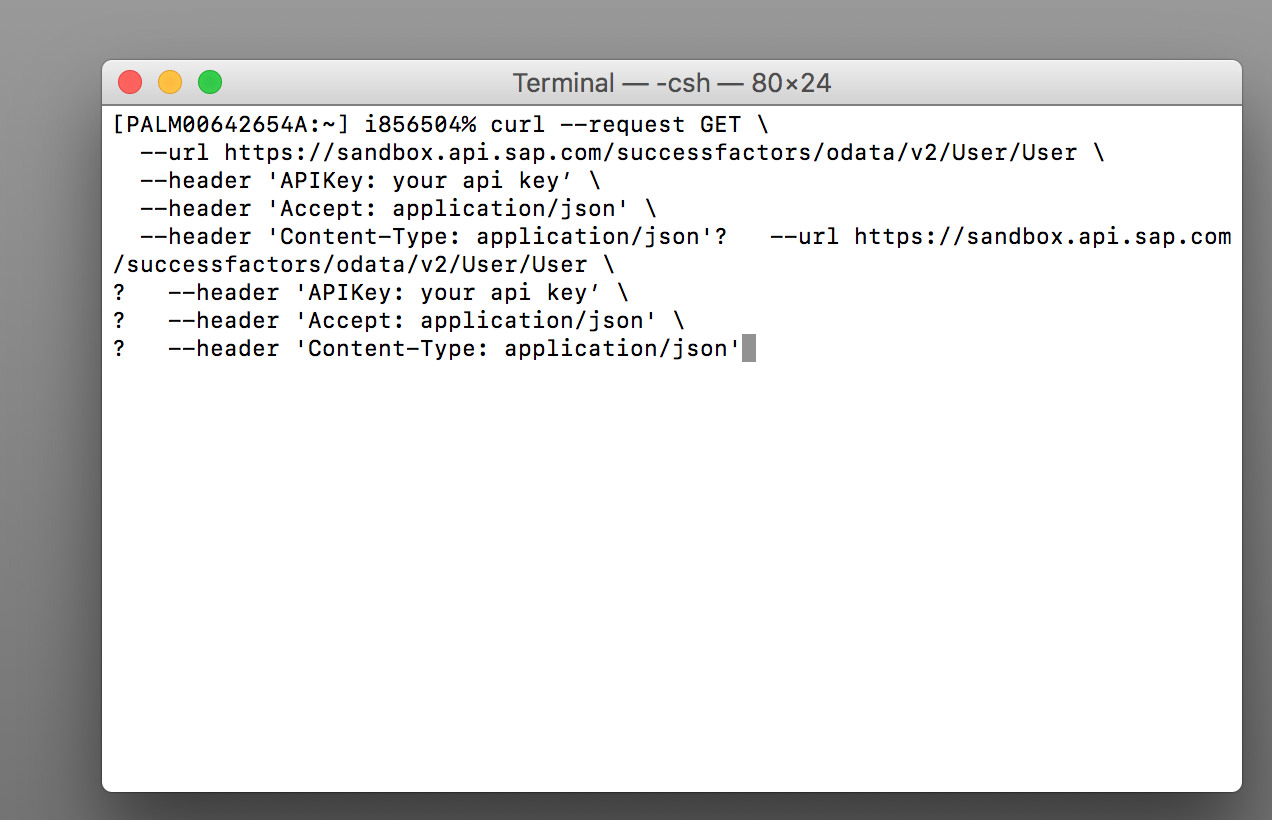 Terminal — -csh — 80×24
[PALM00642654A:~] i856504% curl --request GET \
  --url https://sandbox.api.sap.com/successfactors/odata/v2/User/User \
  --header 'APIKey: your api key’ \
  --header 'Accept: application/json' \
  --header 'Content-Type: application/json'?   --url https://sandbox.api.sap.com
/successfactors/odata/v2/User/User \
?   --header 'APIKey: your api key’ \
?   --header 'Accept: application/json' \
?   --header 'Content-Type: application/json'